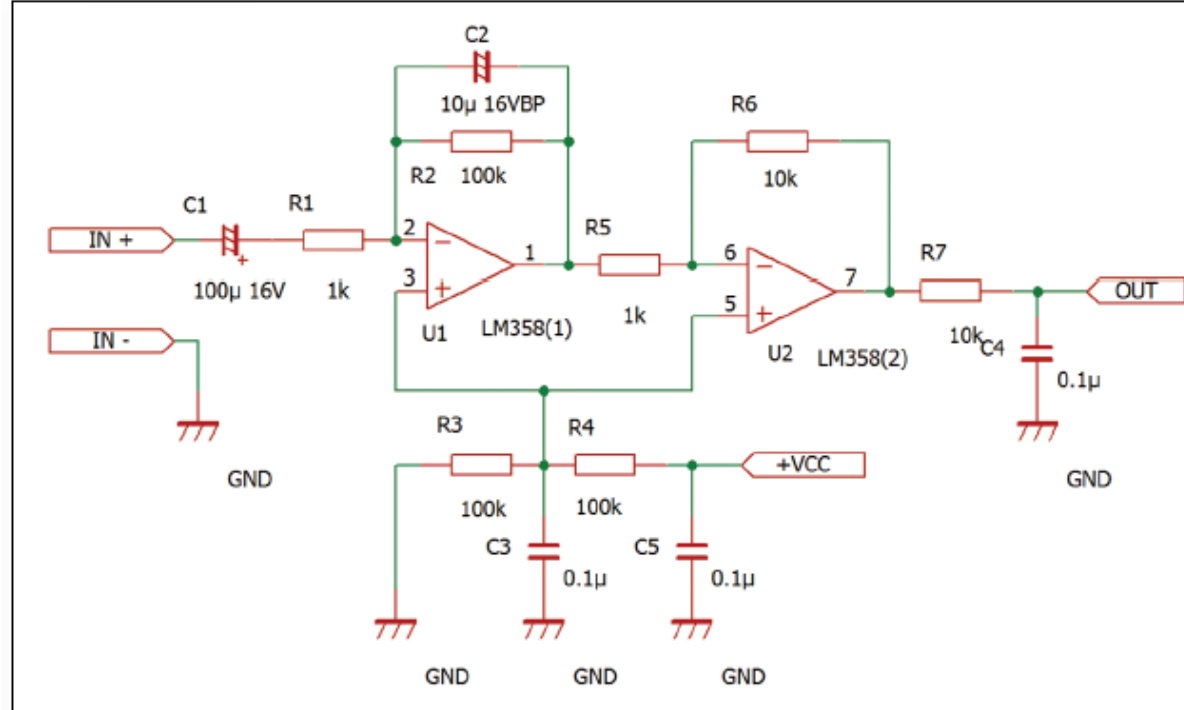 C2
10µ 16VBP
R6
R2
100k
10k
C1
R1
IN +
2
1
R5
6
7
R7
3
5
OUT
100µ 16V
1k
U1
LM358(1)
1k
U2
LM358(2)
10k
C4
0.1µ
IN -
R3
R4
GND
+VCC
GND
100k
100k
C3
C5
0.1µ
0.1µ
GND
GND
GND